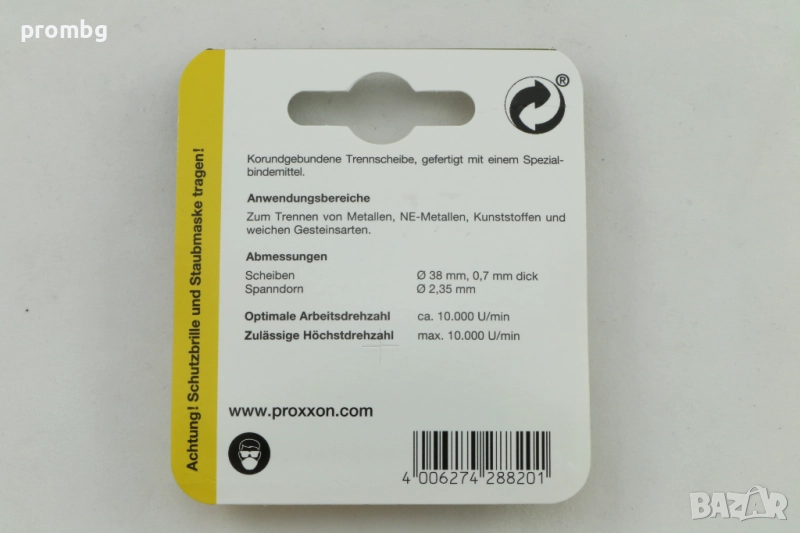 prombg
®
Korundgebundene Trennscheibe, gefertigt mit einem Spezial-
bindemittel.
Anwendungsbereiche
Zum Trennen von Metallen, NE-Metallen, Kunststoffen und
weichen Gesteinsarten.
Abmessungen
Scheiben Ø 38 mm, 0,7 mm dick
Spanndorn Ø 2,35 mm
Optimale Arbeitsdrehzahl ca. 10.000 U/min
Zulässige Höchstdrehzahl max. 10.000 U/min
www.proxxon.com
4 006274 288201
Achtung! Schutzbrille und Staubmaske tragen!
BAZAR